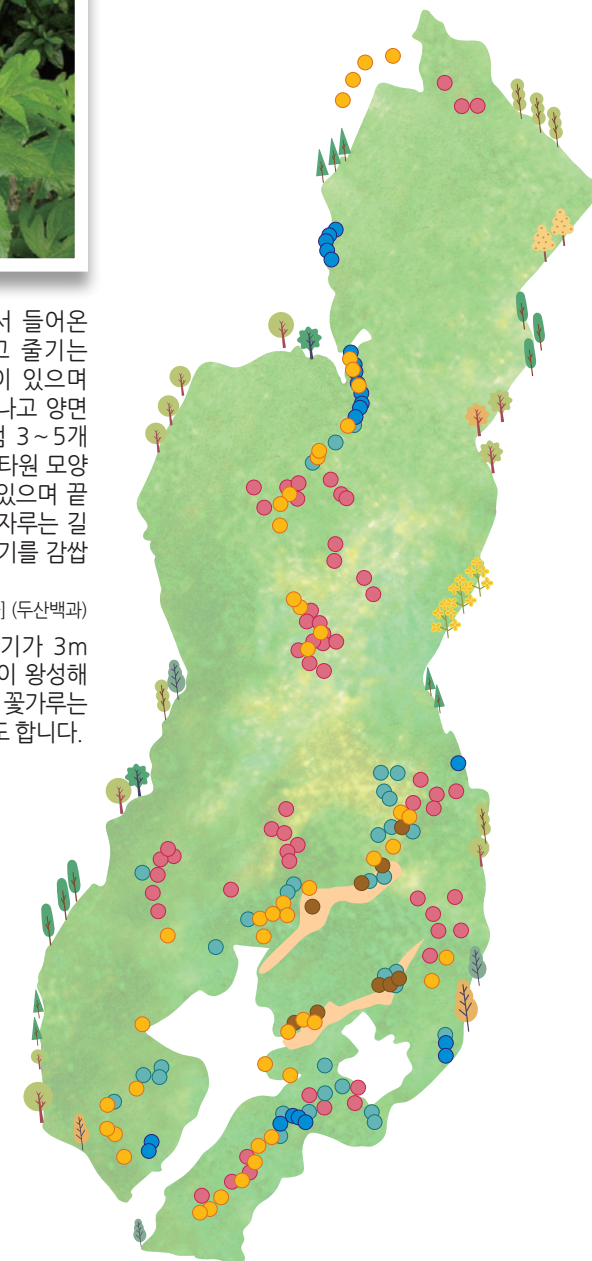 서 들어온
고 줄기는
이 있으며
나고 양면
3~5개
타원 모양
있으며 끝
자루는 길
기를 감쌉
] (두산백과)
기가 3m
이 왕성해
꽃가루는
도 합니다.